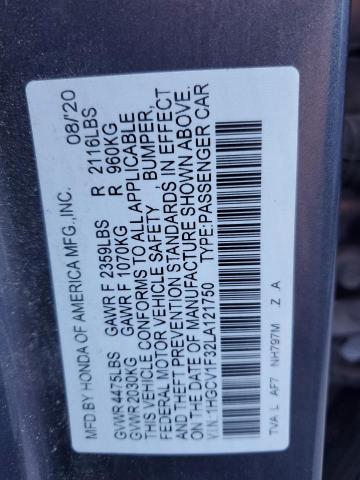 MFD BY HONDA OF AMERICA MFG.,INC. 08/'20
GVWR 4475LBS GAWR F 2359LBS R 2116LBS
GVWR 2030KG GAWR F 1070KG R 960KG
THIS VEHICLE CONFORMS TO ALL APPLICABLE
FEDERAL MOTOR VEHICLE SAFETY, BUMPER,
AND THEFT PREVENTION STANDARDS IN EFFECT
ON THE DATE OF MANUFACTURE SHOWN ABOVE.
V.I.N.:1HGCV1F32LA121750 TYPE:PASSENGER CAR
TVA L AF7 NH797M Z A